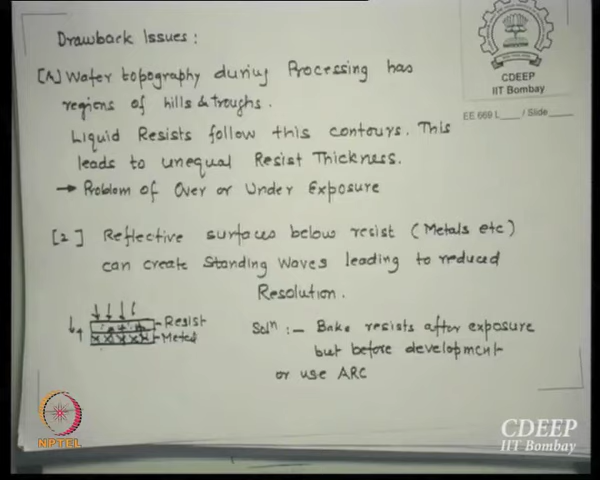 Drawback Issues:
CDEEP
IIT Bombay
EE 669 L____/ Slide_____
[1] Wafer topography during Processing has
regions of hills & troughs.
Liquid Resists follow this contours. This
leads to unequal Resist Thickness.
→ Problem of Over or Under Exposure
[2] Reflective surfaces below resist (Metals etc)
can create Standing Waves leading to reduced
Resolution.
Resist
Metal
Solⁿ :– Bake resists after exposure
but before development
or use ARC
NPTEL
CDEEP
IIT Bombay